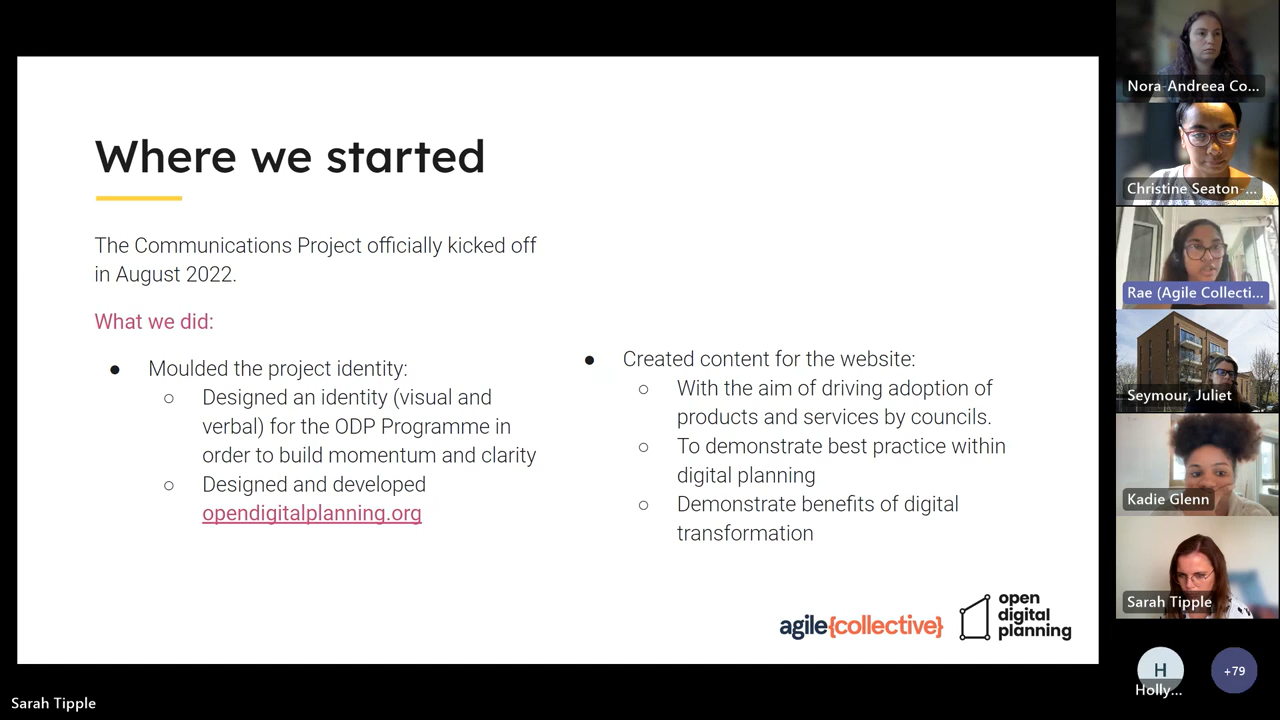 Where we started
The Communications Project officially kicked off
in August 2022.
What we did:
● Moulded the project identity:
○ Designed an identity (visual and
verbal) for the ODP Programme in
order to build momentum and clarity
○ Designed and developed
opendigitalplanning.org
● Created content for the website:
○ With the aim of driving adoption of
products and services by councils.
○ To demonstrate best practice within
digital planning
○ Demonstrate benefits of digital
transformation
agile{collective}
open
digital
planning
Nora-Andreea Co...
Christine Seaton-...
Rae (Agile Collecti...
Seymour, Juliet
Kadie Glenn
Sarah Tipple
H
Holly...
+79
Sarah Tipple